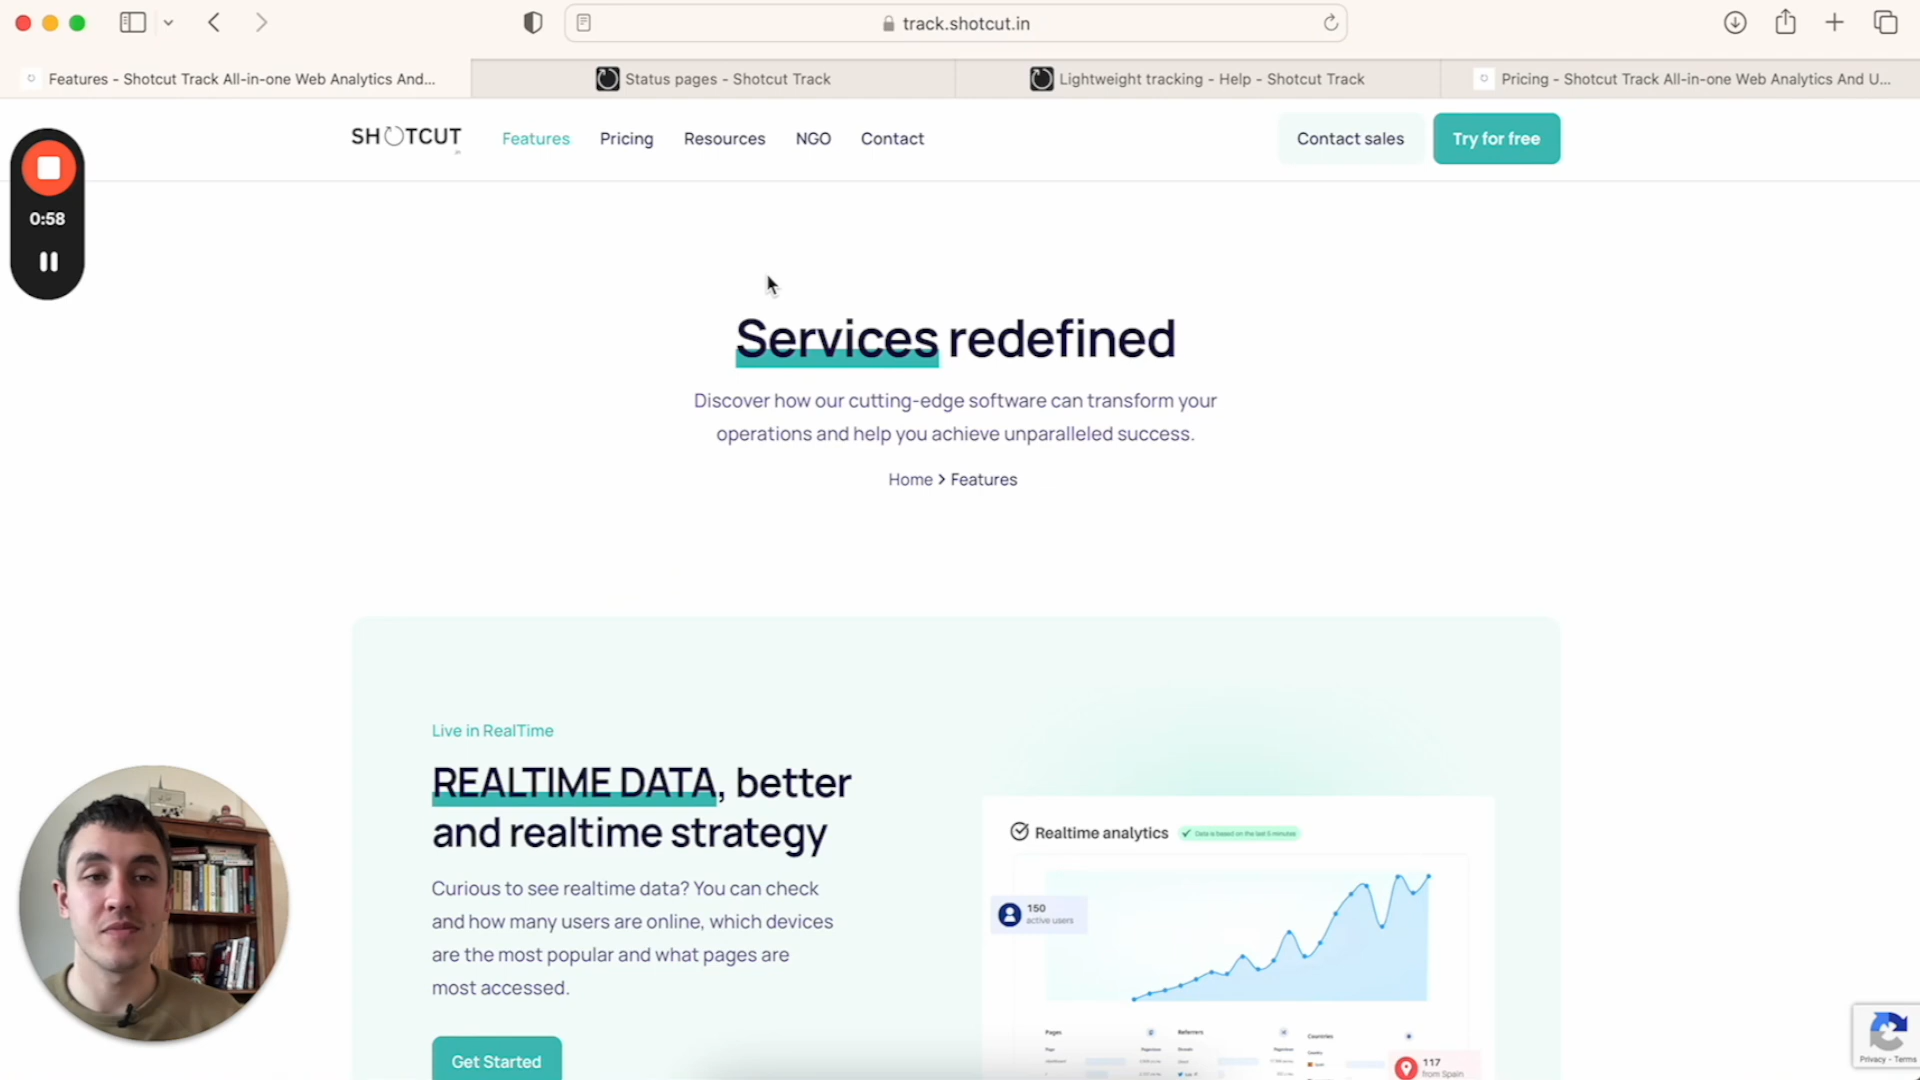 track.shotcut.in
Features - Shotcut Track All-in-one Web Analytics And...
Status pages - Shotcut Track
Lightweight tracking - Help - Shotcut Track
Pricing - Shotcut Track All-in-one Web Analytics And U...
0:58
SHOTCUT
Features
Pricing
Resources
NGO
Contact
Contact sales
Try for free
Services redefined
Discover how our cutting-edge software can transform your
operations and help you achieve unparalleled success.
Home > Features
Live in RealTime
REALTIME DATA, better
and realtime strategy
Curious to see realtime data? You can check
and how many users are online, which devices
are the most popular and what pages are
most accessed.
Get Started
Realtime analytics
Data is based on the last 5 minutes
150
active users
Pages
Referrers
Countries
117
from Spain
Privacy - Terms